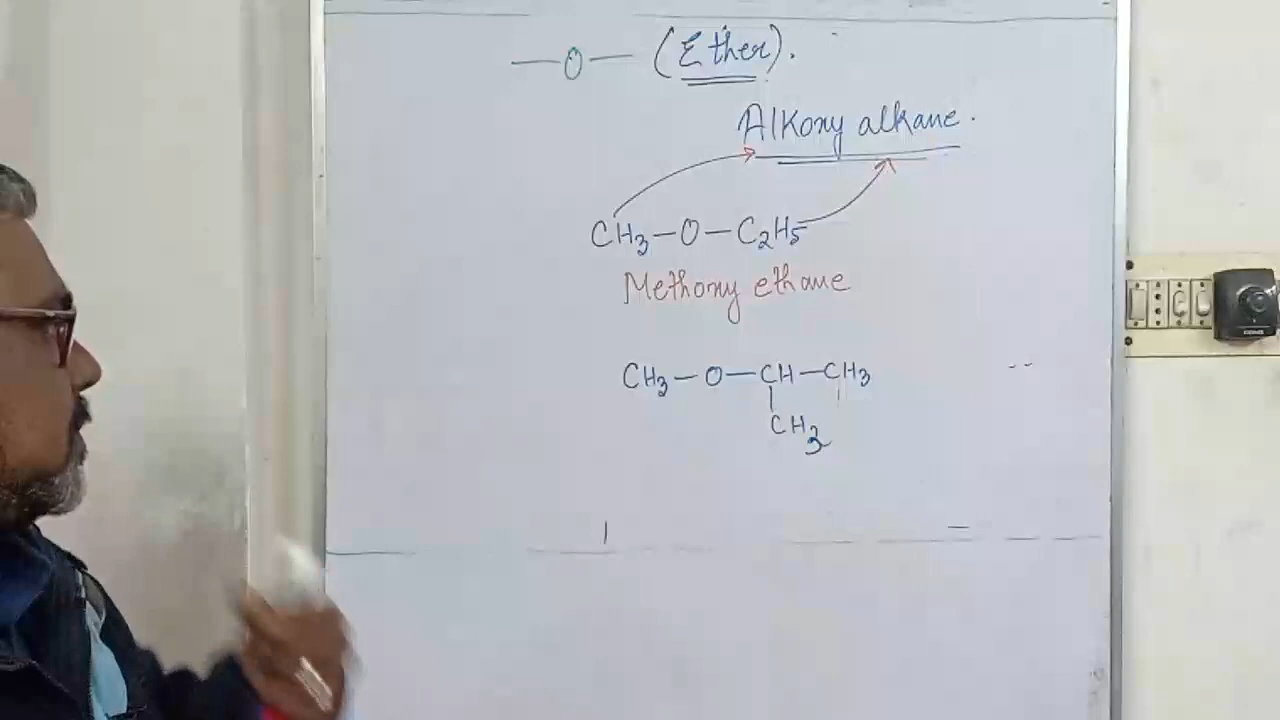 —O— (Ether).
Alkoxy alkane.
CH₃—O—C₂H₅
Methoxy ethane
CH₃—O—CH—CH₃
|
CH₃